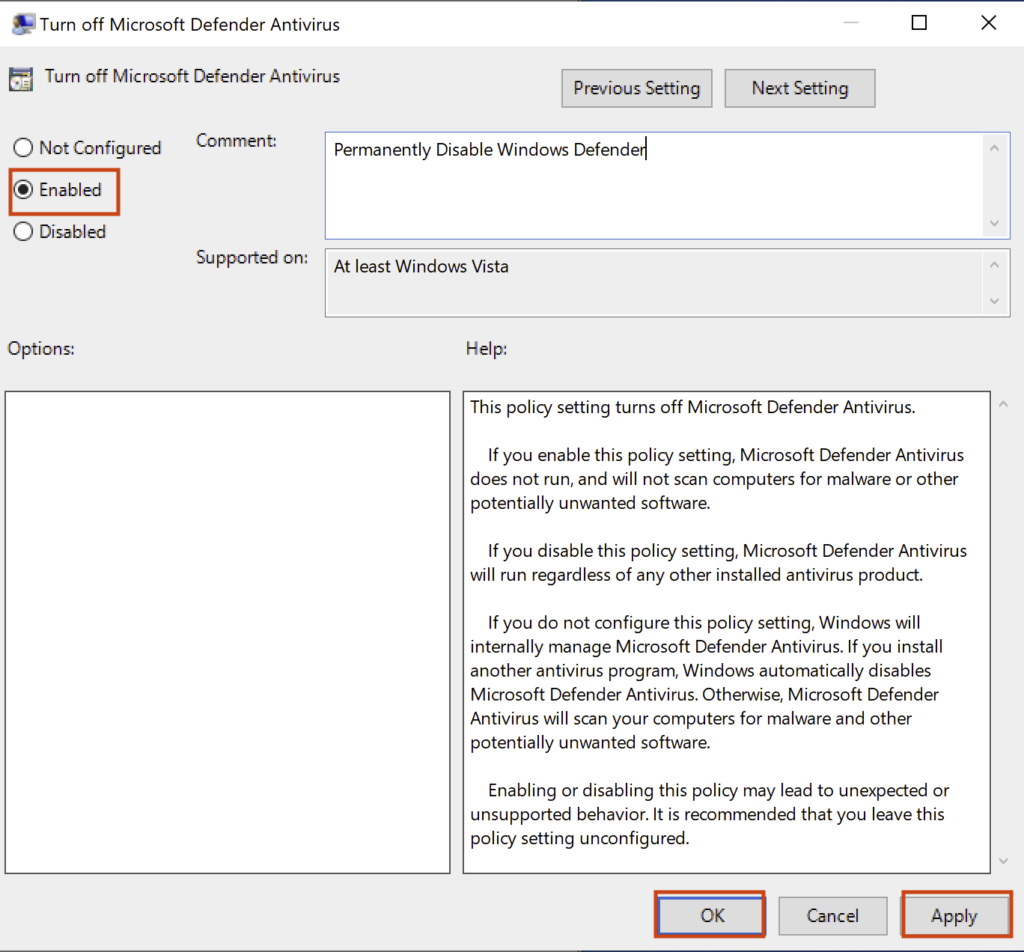 Turn off Microsoft Defender Antivirus
Turn off Microsoft Defender Antivirus
Previous Setting
Next Setting
Not Configured
Enabled
Disabled
Comment:
Permanently Disable Windows Defender
Supported on:
At least Windows Vista
Options:
Help:
This policy setting turns off Microsoft Defender Antivirus.
If you enable this policy setting, Microsoft Defender Antivirus
does not run, and will not scan computers for malware or other
potentially unwanted software.
If you disable this policy setting, Microsoft Defender Antivirus
will run regardless of any other installed antivirus product.
If you do not configure this policy setting, Windows will
internally manage Microsoft Defender Antivirus. If you install
another antivirus program, Windows automatically disables
Microsoft Defender Antivirus. Otherwise, Microsoft Defender
Antivirus will scan your computers for malware and other
potentially unwanted software.
Enabling or disabling this policy may lead to unexpected or
unsupported behavior. It is recommended that you leave this
policy setting unconfigured.
OK
Cancel
Apply